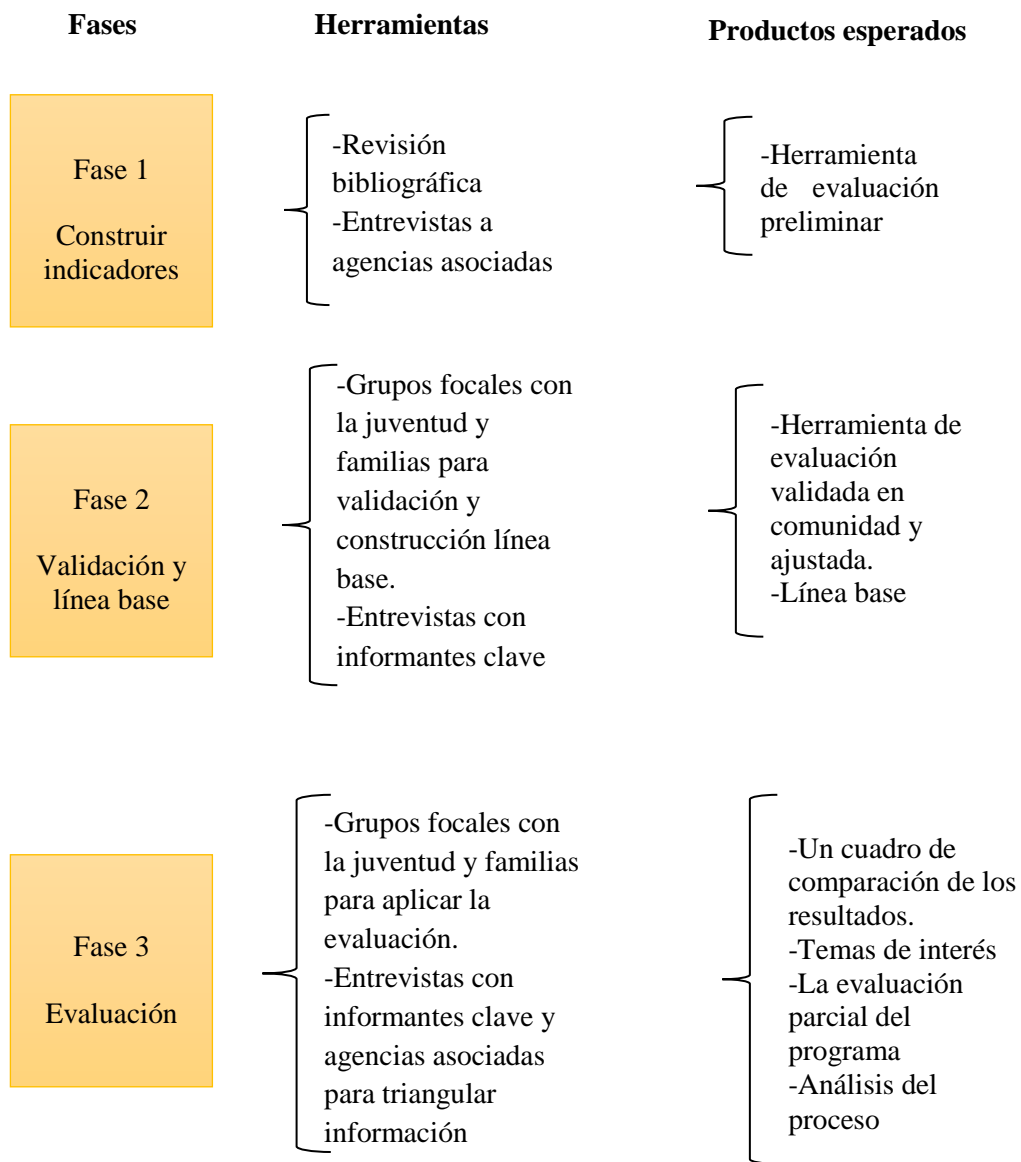 Fases
Herramientas
Productos esperados
Fase 1
Construir
indicadores
-Revisión
bibliográfica
-Entrevistas a
agencias asociadas
-Herramienta
de evaluación
preliminar
Fase 2
Validación y
línea base
-Grupos focales con
la juventud y
familias para
validación y
construcción línea
base.
-Entrevistas con
informantes clave
-Herramienta de
evaluación
validada en
comunidad y
ajustada.
-Línea base
Fase 3
Evaluación
-Grupos focales con
la juventud y familias
para aplicar la
evaluación.
-Entrevistas con
informantes clave y
agencias asociadas
para triangular
información
-Un cuadro de
comparación de los
resultados.
-Temas de interés
-La evaluación
parcial del
programa
-Análisis del
proceso